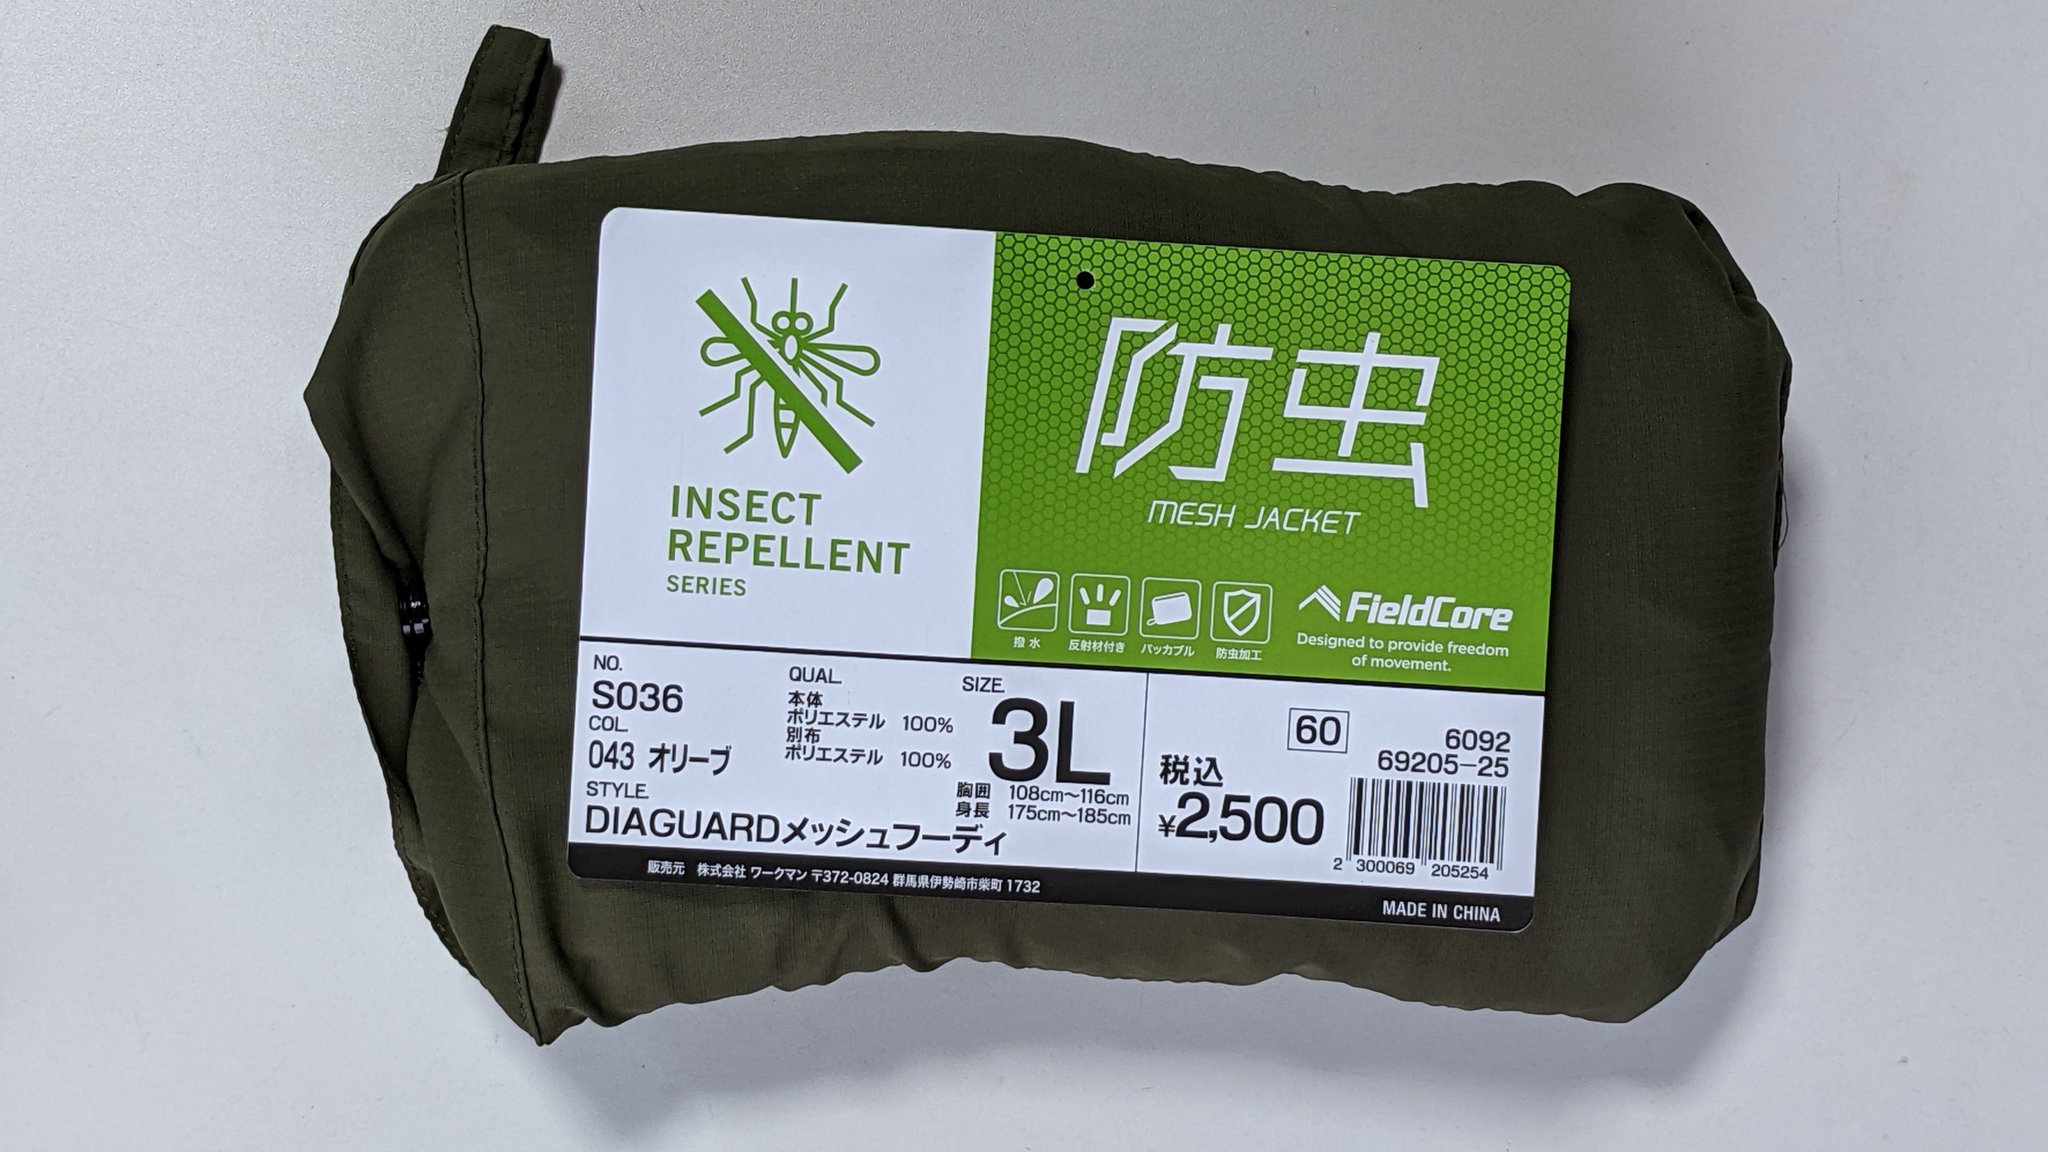 防虫
MESH JACKET
INSECT
REPELLENT
SERIES
撥水
反射材付き
パッカブル
防虫加工
FieldCore
Designed to provide freedom
of movement.
NO.
S036
COL.
043 オリーブ
STYLE.
DIAGUARDメッシュフーディ
QUAL.
本体
ポリエステル 100%
別布
ポリエステル 100%
SIZE.
3L
胸囲 108cm～116cm
身長 175cm～185cm
60
6092
69205-25
税込
¥2,500
2 300069 205254
販売元 株式会社 ワークマン 〒372-0824 群馬県伊勢崎市柴町1732
MADE IN CHINA